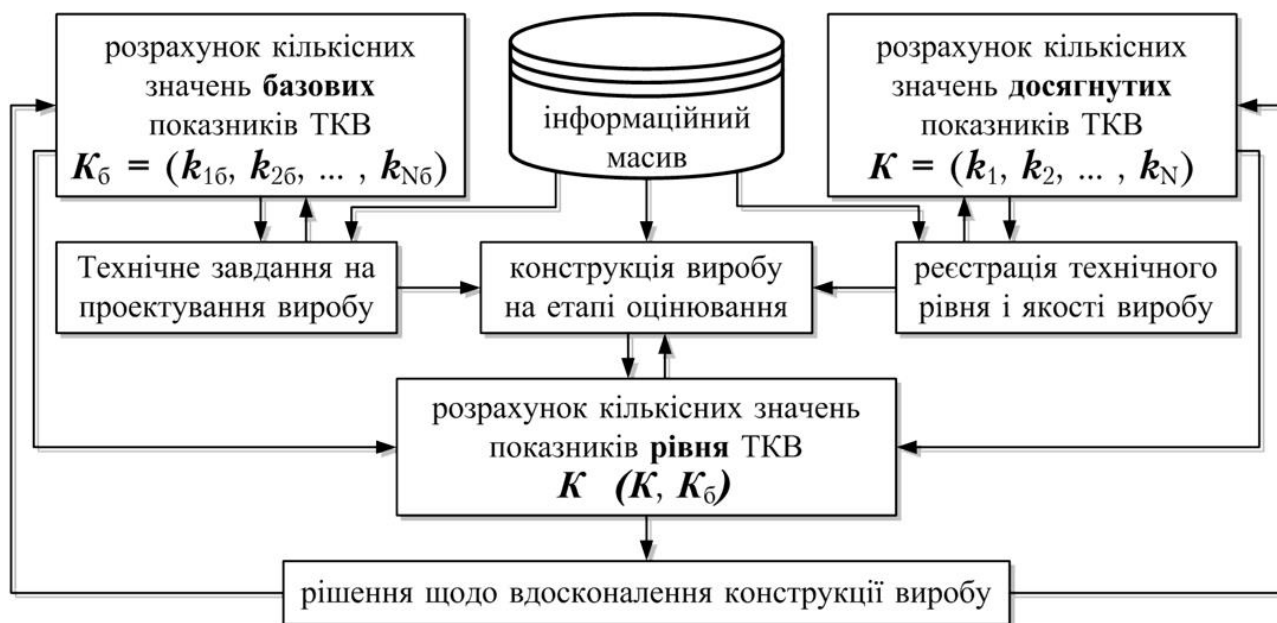 розрахунок кількісних
значень базових
показників ТКВ
Kб = (k1б, k2б, ... , kNб)
інформаційний
масив
розрахунок кількісних
значень досягнутих
показників ТКВ
K = (k1, k2, ... , kN)
Технічне завдання на
проектування виробу
конструкція виробу
на етапі оцінювання
реєстрація технічного
рівня і якості виробу
розрахунок кількісних значень
показників рівня ТКВ
K (K, Kб)
рішення щодо вдосконалення конструкції виробу